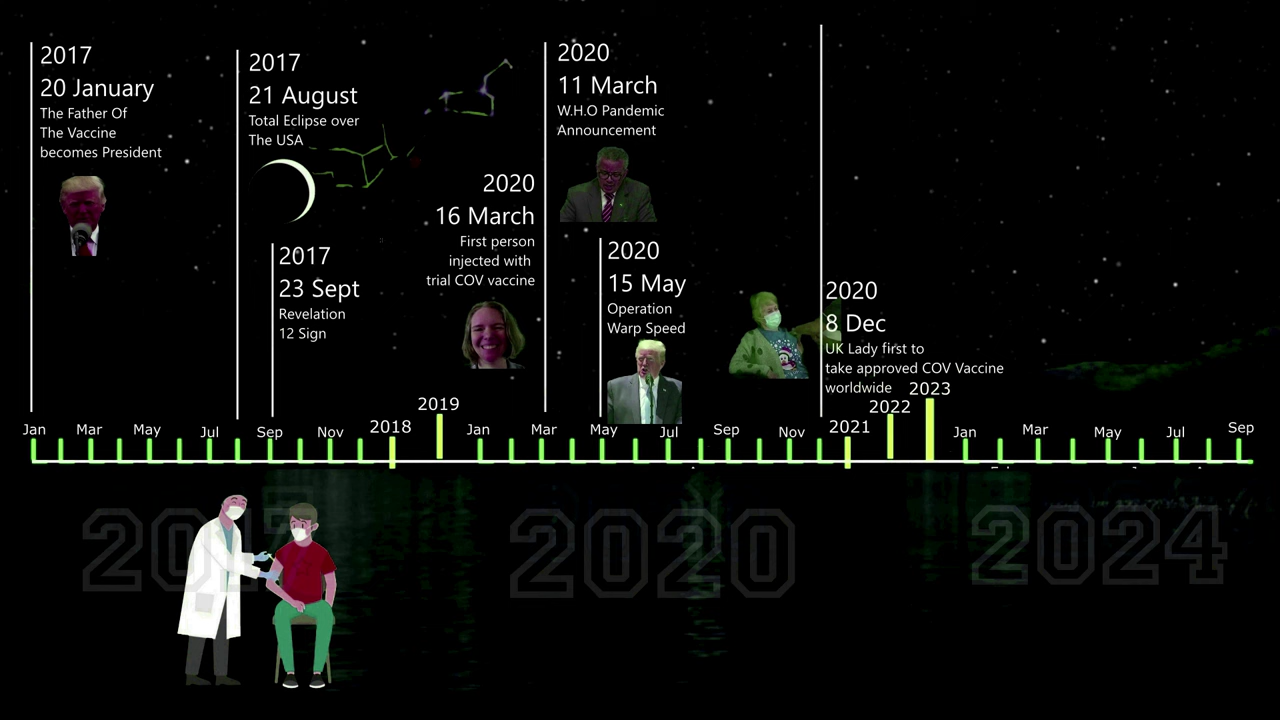 2017
20 January
The Father Of
The Vaccine
becomes President
2017
21 August
Total Eclipse over
The USA
2017
23 Sept
Revelation
12 Sign
2020
16 March
First person
injected with
trial COV vaccine
2020
11 March
W.H.O Pandemic
Announcement
2020
15 May
Operation
Warp Speed
2020
8 Dec
UK Lady first to
take approved COV Vaccine
worldwide
Jan Mar May Jul Sep Nov 2018 2019 Jan Mar May Jul Sep Nov 2021 2022 2023 Jan Mar May Jul Sep
2017 2020 2024